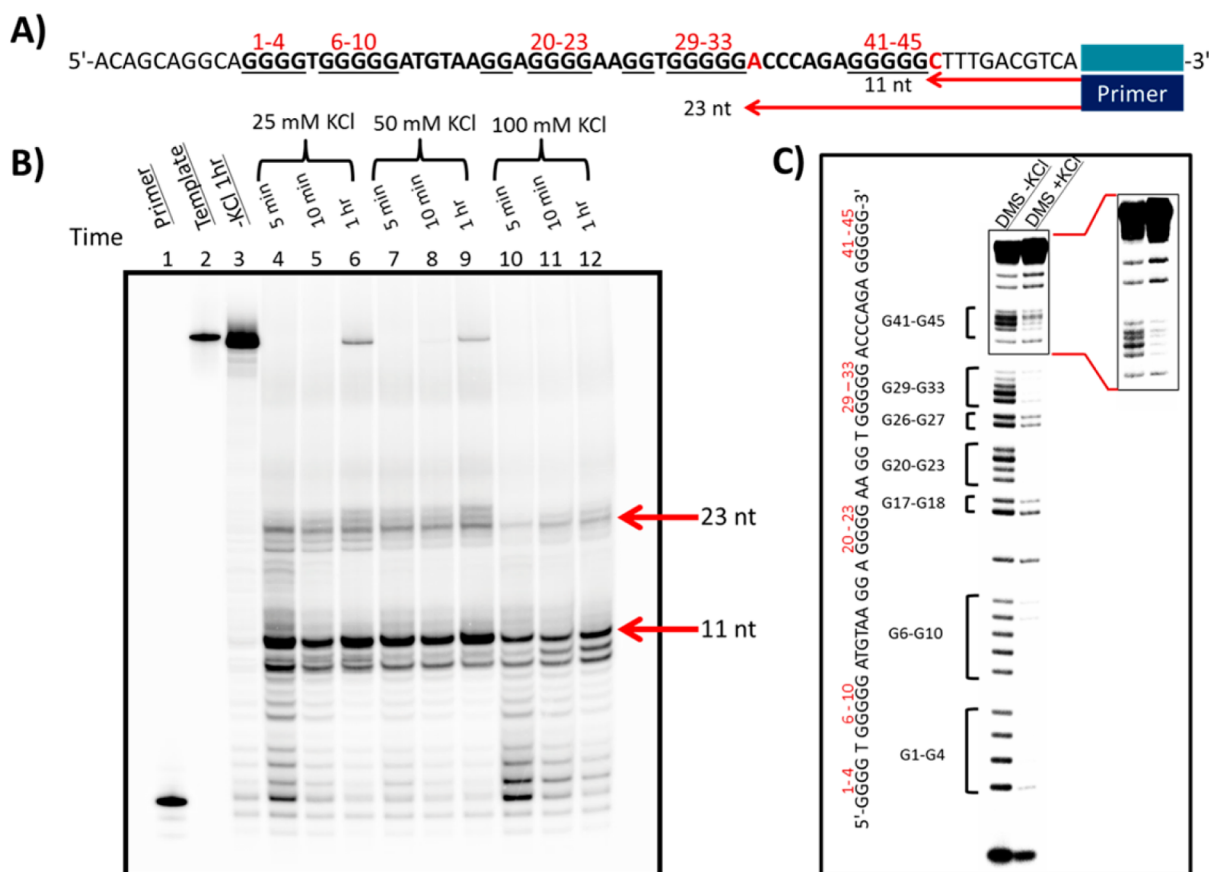 A)
1-4 6-10 20-23 29-33 41-45
5'-ACAGCAGGCAGGGGTGGGGGATGTAAGGAGGGGAAGGTGGGGGACCCAGAGGGGGCTTTGACGTCA -3'
11 nt
23 nt
Primer
B)
25 mM KCl 50 mM KCl 100 mM KCl
Primer Template -KCl 1hr 5 min 10 min 1 hr 5 min 10 min 1 hr 5 min 10 min 1 hr
Time
1 2 3 4 5 6 7 8 9 10 11 12
23 nt
11 nt
C)
DMS -KCl DMS +KCl
G41-G45
G29-G33
G26-G27
G20-G23
G17-G18
G6-G10
G1-G4
1-4 6 - 10 20 - 23 29 – 33 41 - 45
5'-GGGG T GGGGG ATGTAA GG A GGGG AA GG T GGGGG ACCCAGA GGGGG-3'